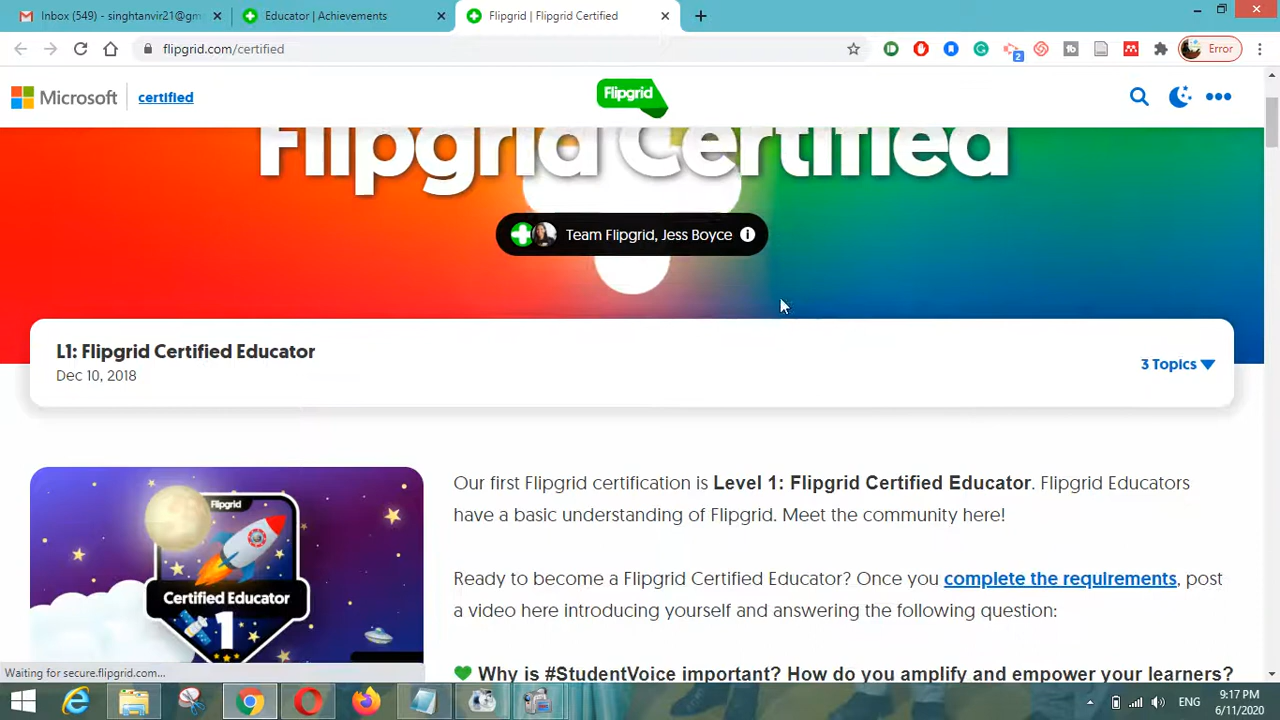 Inbox (549) - singhtanvir21@gm
Educator | Achievements
Flipgrid | Flipgrid Certified
flipgrid.com/certified
2
Error
Microsoft
certified
Flipgrid
Flipgrid Certified
Team Flipgrid, Jess Boyce
L1: Flipgrid Certified Educator
Dec 10, 2018
3 Topics
Flipgrid
Certified Educator
1
Our first Flipgrid certification is Level 1: Flipgrid Certified Educator. Flipgrid Educators
have a basic understanding of Flipgrid. Meet the community here!
Ready to become a Flipgrid Certified Educator? Once you complete the requirements, post
a video here introducing yourself and answering the following question:
Why is #StudentVoice important? How do you amplify and empower your learners?
Waiting for secure.flipgrid.com...
ENG
9:17 PM
6/11/2020